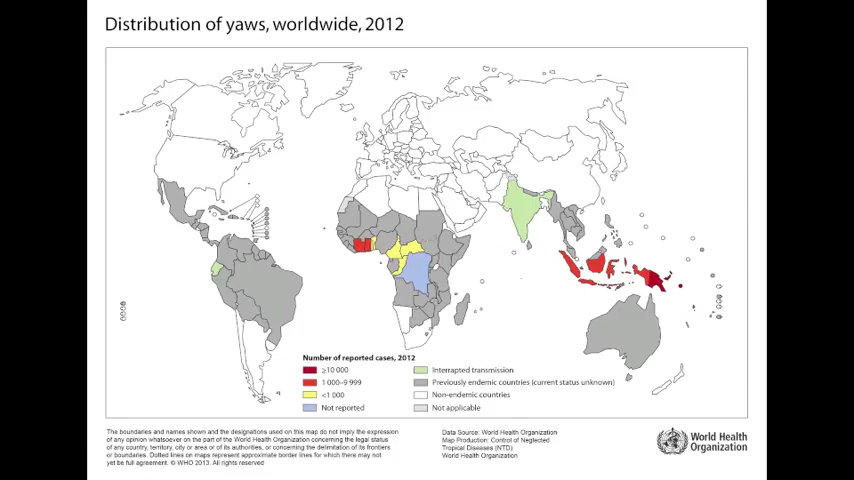 Distribution of yaws, worldwide, 2012
Number of reported cases, 2012
≥10 000
1 000–9 999
<1 000
Not reported
Interrapted transmission
Previously endemic countries (current status unknown)
Non-endemic countries
Not applicable
The boundaries and names shown and the designations used on this map do not imply the expression
of any opinion whatsoever on the part of the World Health Organization concerning the legal status
of any country, territory, city or area or of its authorities, or concerning the delimitation of its frontiers
or boundaries. Dotted lines on maps represent approximate border lines for which there may not
yet be full agreement. © WHO 2013. All rights reserved
Data Source: World Health Organization
Map Production: Control of Neglected
Tropical Diseases (NTD)
World Health Organization
World Health
Organization